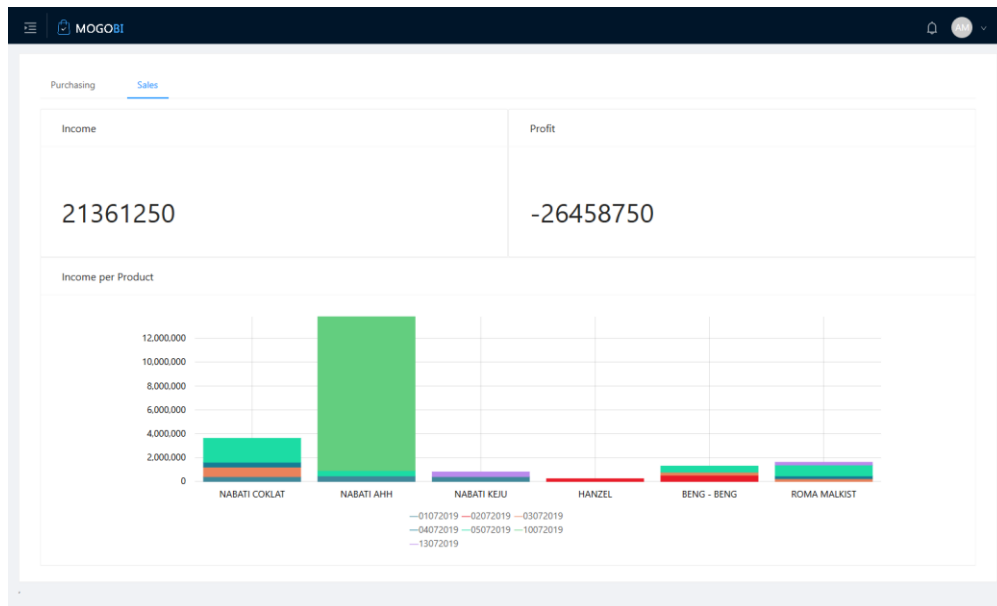 MOGOBI
AM
Purchasing Sales
Income
Profit
21361250
-26458750
Income per Product
12,000,000
10,000,000
8,000,000
6,000,000
4,000,000
2,000,000
0
NABATI COKLAT NABATI AHH NABATI KEJU HANZEL BENG - BENG ROMA MALKIST
01072019 02072019 03072019
04072019 05072019 10072019
13072019